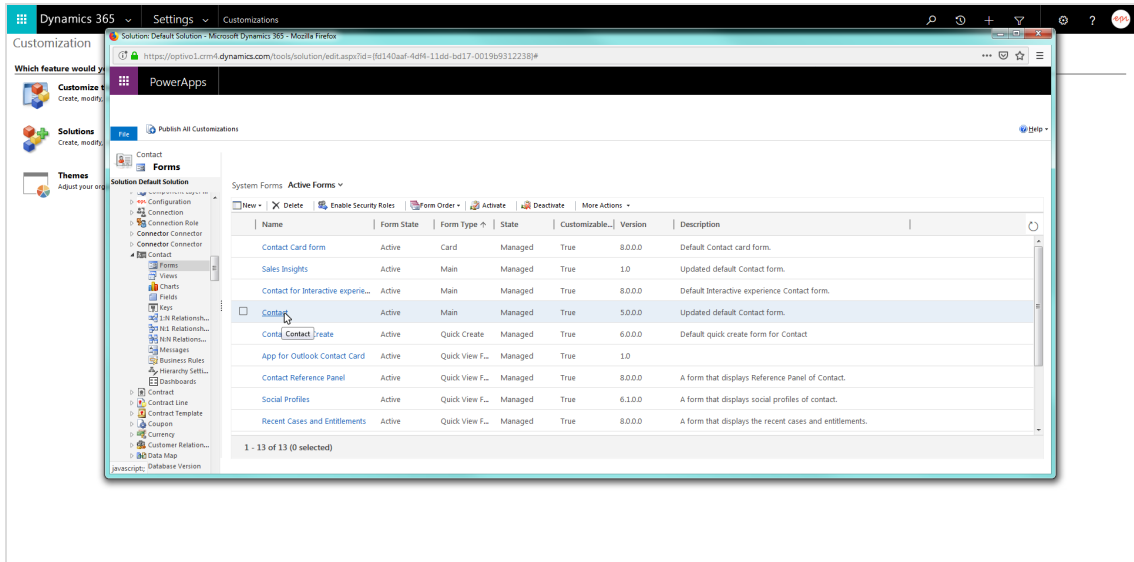 Dynamics 365 Settings Customizations
epi
Customization
Which feature would y
Customize t
Create, modify,
Solutions
Create, modify,
Themes
Adjust your org
Solution: Default Solution - Microsoft Dynamics 365 - Mozilla Firefox
https://optivo1.crm4.dynamics.com/tools/solution/edit.aspx?id={fd140aaf-4df4-11dd-bd17-0019b9312238}#
PowerApps
File Publish All Customizations Help
Contact
Forms
Solution Default Solution
Configuration
Connection
Connection Role
Connector Connector
Connector Connector
Contact
Forms
Views
Charts
Fields
Keys
1:N Relationsh...
N:1 Relationsh...
N:N Relations...
Messages
Business Rules
Hierarchy Setti...
Dashboards
Contract
Contract Line
Contract Template
Coupon
Currency
Customer Relation...
Data Map
Database Version
javascript:;
System Forms Active Forms
New Delete Enable Security Roles Form Order Activate Deactivate More Actions
Name Form State Form Type ↑ State Customizable... Version Description
Contact Card form Active Card Managed True 8.0.0.0 Default Contact card form.
Sales Insights Active Main Managed True 1.0 Updated default Contact form.
Contact for Interactive experie... Active Main Managed True 8.0.0.0 Default Interactive experience Contact form.
Contact Active Main Managed True 5.0.0.0 Updated default Contact form.
Conta Contact Create Active Quick Create Managed True 6.0.0.0 Default quick create form for Contact
App for Outlook Contact Card Active Quick View F... Managed True 1.0
Contact Reference Panel Active Quick View F... Managed True 8.0.0.0 A form that displays Reference Panel of Contact.
Social Profiles Active Quick View F... Managed True 6.1.0.0 A form that displays social profiles of contact.
Recent Cases and Entitlements Active Quick View F... Managed True 8.0.0.0 A form that displays the recent cases and entitlements.
1 - 13 of 13 (0 selected)